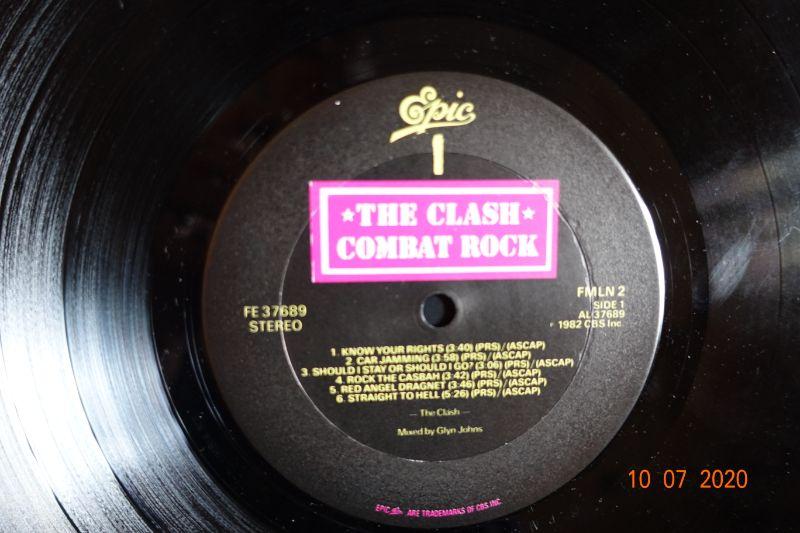 Epic
1
★THE CLASH★
COMBAT ROCK
FE 37689
STEREO
FMLN 2
SIDE 1
AL 37689
℗ 1982 CBS Inc.
1. KNOW YOUR RIGHTS (3:40) (PRS)/(ASCAP)
2. CAR JAMMING (3:58) (PRS)/(ASCAP)
3. SHOULD I STAY OR SHOULD I GO? (3:06) (PRS)/(ASCAP)
4. ROCK THE CASBAH (3:42) (PRS)/(ASCAP)
5. RED ANGEL DRAGNET (3:46) (PRS)/(ASCAP)
6. STRAIGHT TO HELL (5:26) (PRS)/(ASCAP)
— The Clash —
Mixed by Glyn Johns
EPIC, ARE TRADEMARKS OF CBS INC.
10 07 2020